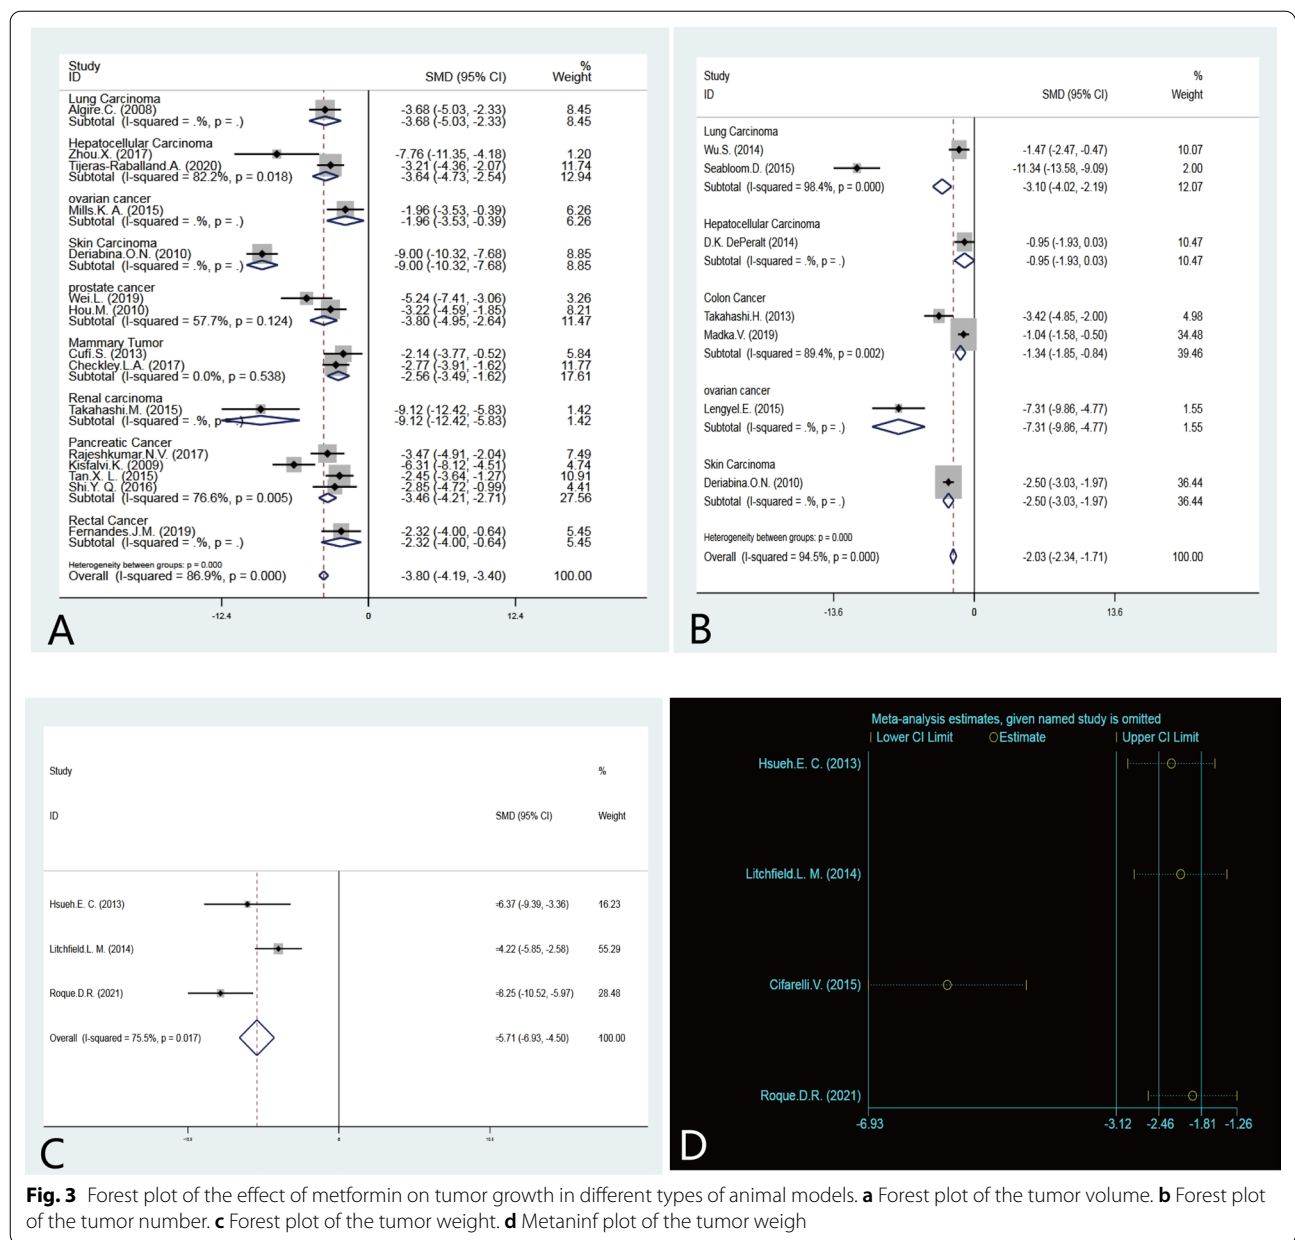 Study %
ID SMD (95% CI) Weight
Lung Carcinoma
Algire.C. (2008) -3.68 (-5.03, -2.33) 8.45
Subtotal (I-squared = .%, p = .) -3.68 (-5.03, -2.33) 8.45
Hepatocellular Carcinoma
Zhou.X. (2017) -7.76 (-11.35, -4.18) 1.20
Tijeras-Raballand.A. (2020) -3.21 (-4.36, -2.07) 11.74
Subtotal (I-squared = 82.2%, p = 0.018) -3.64 (-4.73, -2.54) 12.94
ovarian cancer
Mills.K. A. (2015) -1.96 (-3.53, -0.39) 6.26
Subtotal (I-squared = .%, p = .) -1.96 (-3.53, -0.39) 6.26
Skin Carcinoma
Deriabina.O.N. (2010) -9.00 (-10.32, -7.68) 8.85
Subtotal (I-squared = .%, p = .) -9.00 (-10.32, -7.68) 8.85
prostate cancer
Wei.L. (2019) -5.24 (-7.41, -3.06) 3.26
Hou.M. (2010) -3.22 (-4.59, -1.85) 8.21
Subtotal (I-squared = 57.7%, p = 0.124) -3.80 (-4.95, -2.64) 11.47
Mammary Tumor
Cufi.S. (2013) -2.14 (-3.77, -0.52) 5.84
Checkley.L.A. (2017) -2.77 (-3.91, -1.62) 11.77
Subtotal (I-squared = 0.0%, p = 0.538) -2.56 (-3.49, -1.62) 17.61
Renal carcinoma
Takahashi.M. (2015) -9.12 (-12.42, -5.83) 1.42
Subtotal (I-squared = .%, p = .) -9.12 (-12.42, -5.83) 1.42
Pancreatic Cancer
Rajeshkumar.N.V. (2017) -3.47 (-4.91, -2.04) 7.49
Kisfalvi.K. (2009) -6.31 (-8.12, -4.51) 4.74
Tan.X. L. (2015) -2.45 (-3.64, -1.27) 10.91
Shi.Y. Q. (2016) -2.85 (-4.72, -0.99) 4.41
Subtotal (I-squared = 76.6%, p = 0.005) -3.46 (-4.21, -2.71) 27.56
Rectal Cancer
Fernandes.J.M. (2019) -2.32 (-4.00, -0.64) 5.45
Subtotal (I-squared = .%, p = .) -2.32 (-4.00, -0.64) 5.45
Heterogeneity between groups: p = 0.000
Overall (I-squared = 86.9%, p = 0.000) -3.80 (-4.19, -3.40) 100.00
-12.4 0 12.4
A
Study %
ID SMD (95% CI) Weight
Lung Carcinoma
Wu.S. (2014) -1.47 (-2.47, -0.47) 10.07
Seabloom.D. (2015) -11.34 (-13.58, -9.09) 2.00
Subtotal (I-squared = 98.4%, p = 0.000) -3.10 (-4.02, -2.19) 12.07
Hepatocellular Carcinoma
D.K. DePeralt (2014) -0.95 (-1.93, 0.03) 10.47
Subtotal (I-squared = .%, p = .) -0.95 (-1.93, 0.03) 10.47
Colon Cancer
Takahashi.H. (2013) -3.42 (-4.85, -2.00) 4.98
Madka.V. (2019) -1.04 (-1.58, -0.50) 34.48
Subtotal (I-squared = 89.4%, p = 0.002) -1.34 (-1.85, -0.84) 39.46
ovarian cancer
Lengyel.E. (2015) -7.31 (-9.86, -4.77) 1.55
Subtotal (I-squared = .%, p = .) -7.31 (-9.86, -4.77) 1.55
Skin Carcinoma
Deriabina.O.N. (2010) -2.50 (-3.03, -1.97) 36.44
Subtotal (I-squared = .%, p = .) -2.50 (-3.03, -1.97) 36.44
Heterogeneity between groups: p = 0.000
Overall (I-squared = 94.5%, p = 0.000) -2.03 (-2.34, -1.71) 100.00
-13.6 0 13.6
B
Study %
ID SMD (95% CI) Weight
Hsueh.E. C. (2013) -6.37 (-9.39, -3.36) 16.23
Litchfield.L. M. (2014) -4.22 (-5.85, -2.58) 55.29
Roque.D.R. (2021) -8.25 (-10.52, -5.97) 28.48
Overall (I-squared = 75.5%, p = 0.017) -5.71 (-6.93, -4.50) 100.00
0
C
Meta-analysis estimates, given named study is omitted
Lower CI Limit Estimate Upper CI Limit
Hsueh.E. C. (2013)
Litchfield.L. M. (2014)
Cifarelli.V. (2015)
Roque.D.R. (2021)
-6.93 -3.12 -2.46 -1.81 -1.26
D
Fig. 3 Forest plot of the effect of metformin on tumor growth in different types of animal models. a Forest plot of the tumor volume. b Forest plot
of the tumor number. c Forest plot of the tumor weight. d Metaninf plot of the tumor weigh